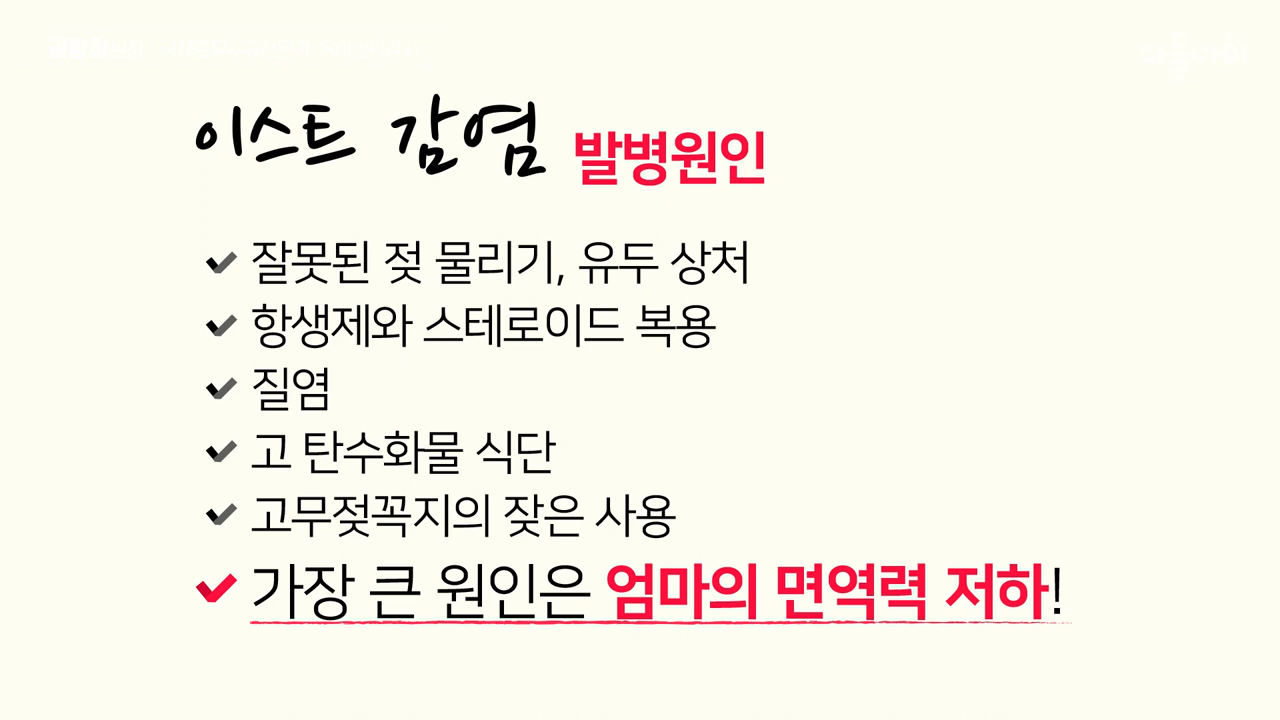 이스트 감염 발병원인
잘못된 젖 물리기, 유두 상처
항생제와 스테로이드 복용
질염
고 탄수화물 식단
고무젖꼭지의 잦은 사용
가장 큰 원인은 엄마의 면역력 저하!